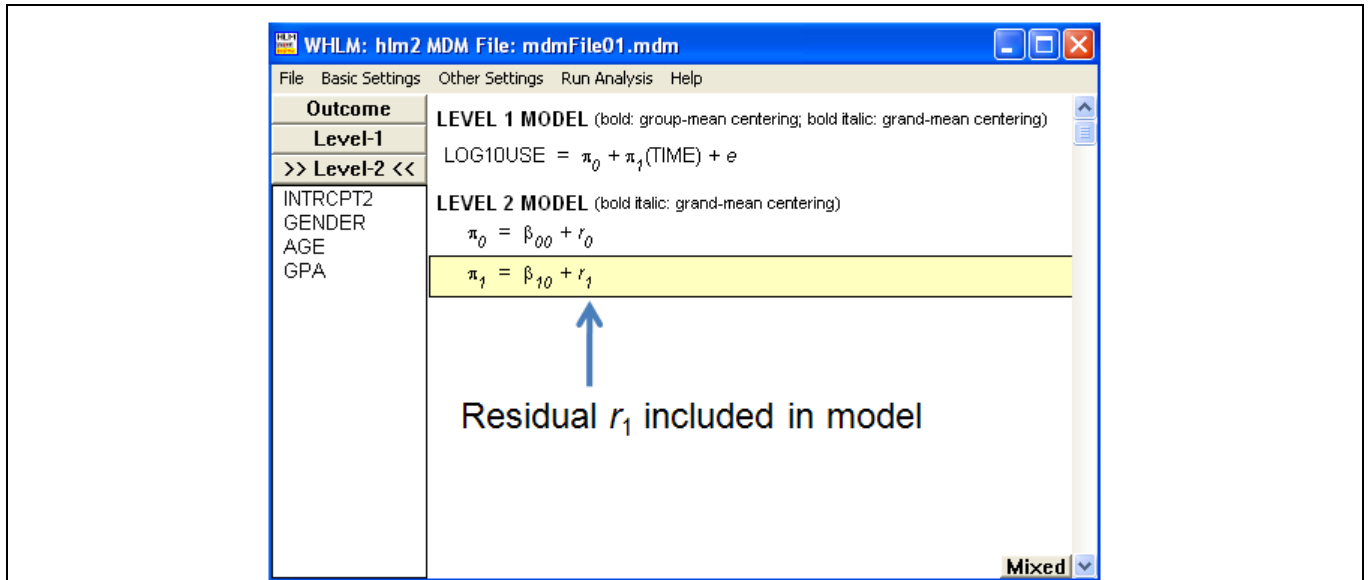 WHLM: hlm2 MDM File: mdmFile01.mdm
File Basic Settings Other Settings Run Analysis Help
Outcome
Level-1
>> Level-2 <<
INTRCPT2
GENDER
AGE
GPA
LEVEL 1 MODEL (bold: group-mean centering; bold italic: grand-mean centering)
LOG10USE = π₀ + π₁(TIME) + e
LEVEL 2 MODEL (bold italic: grand-mean centering)
π₀ = β₀₀ + r₀
π₁ = β₁₀ + r₁
Residual r₁ included in model
Mixed